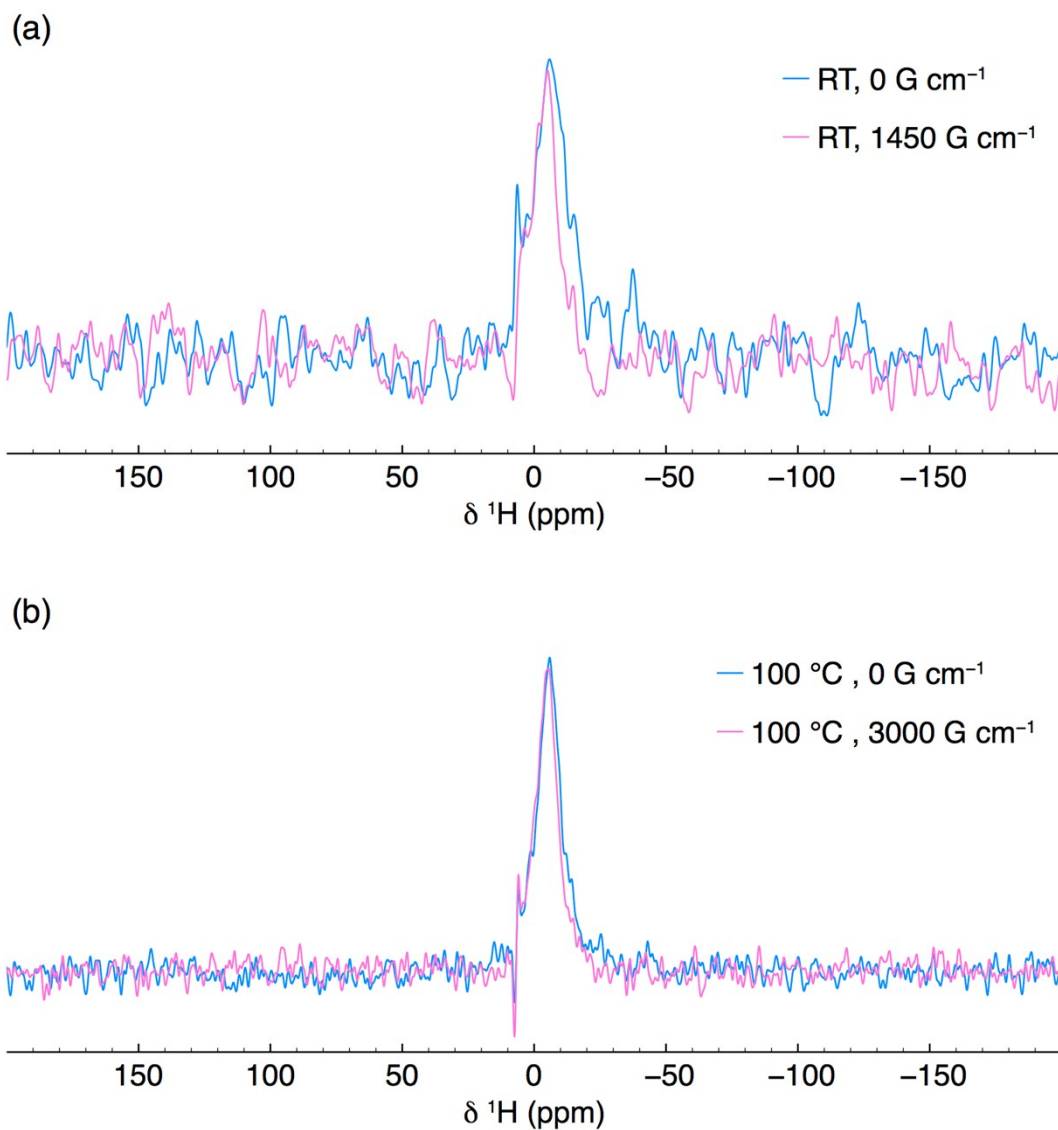 (a)
RT, 0 G cm⁻¹
RT, 1450 G cm⁻¹
150 100 50 0 −50 −100 −150
δ ¹H (ppm)
(b)
100 °C , 0 G cm⁻¹
100 °C , 3000 G cm⁻¹
150 100 50 0 −50 −100 −150
δ ¹H (ppm)